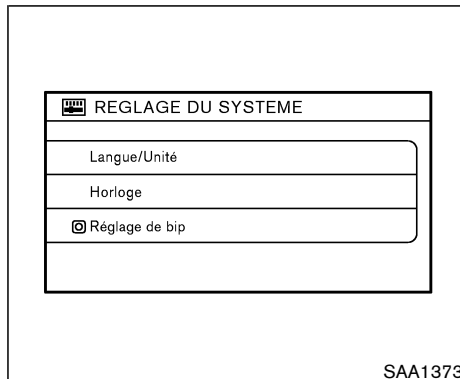 REGLAGE DU SYSTEME
Langue/Unité
Horloge
Réglage de bip
SAA1373